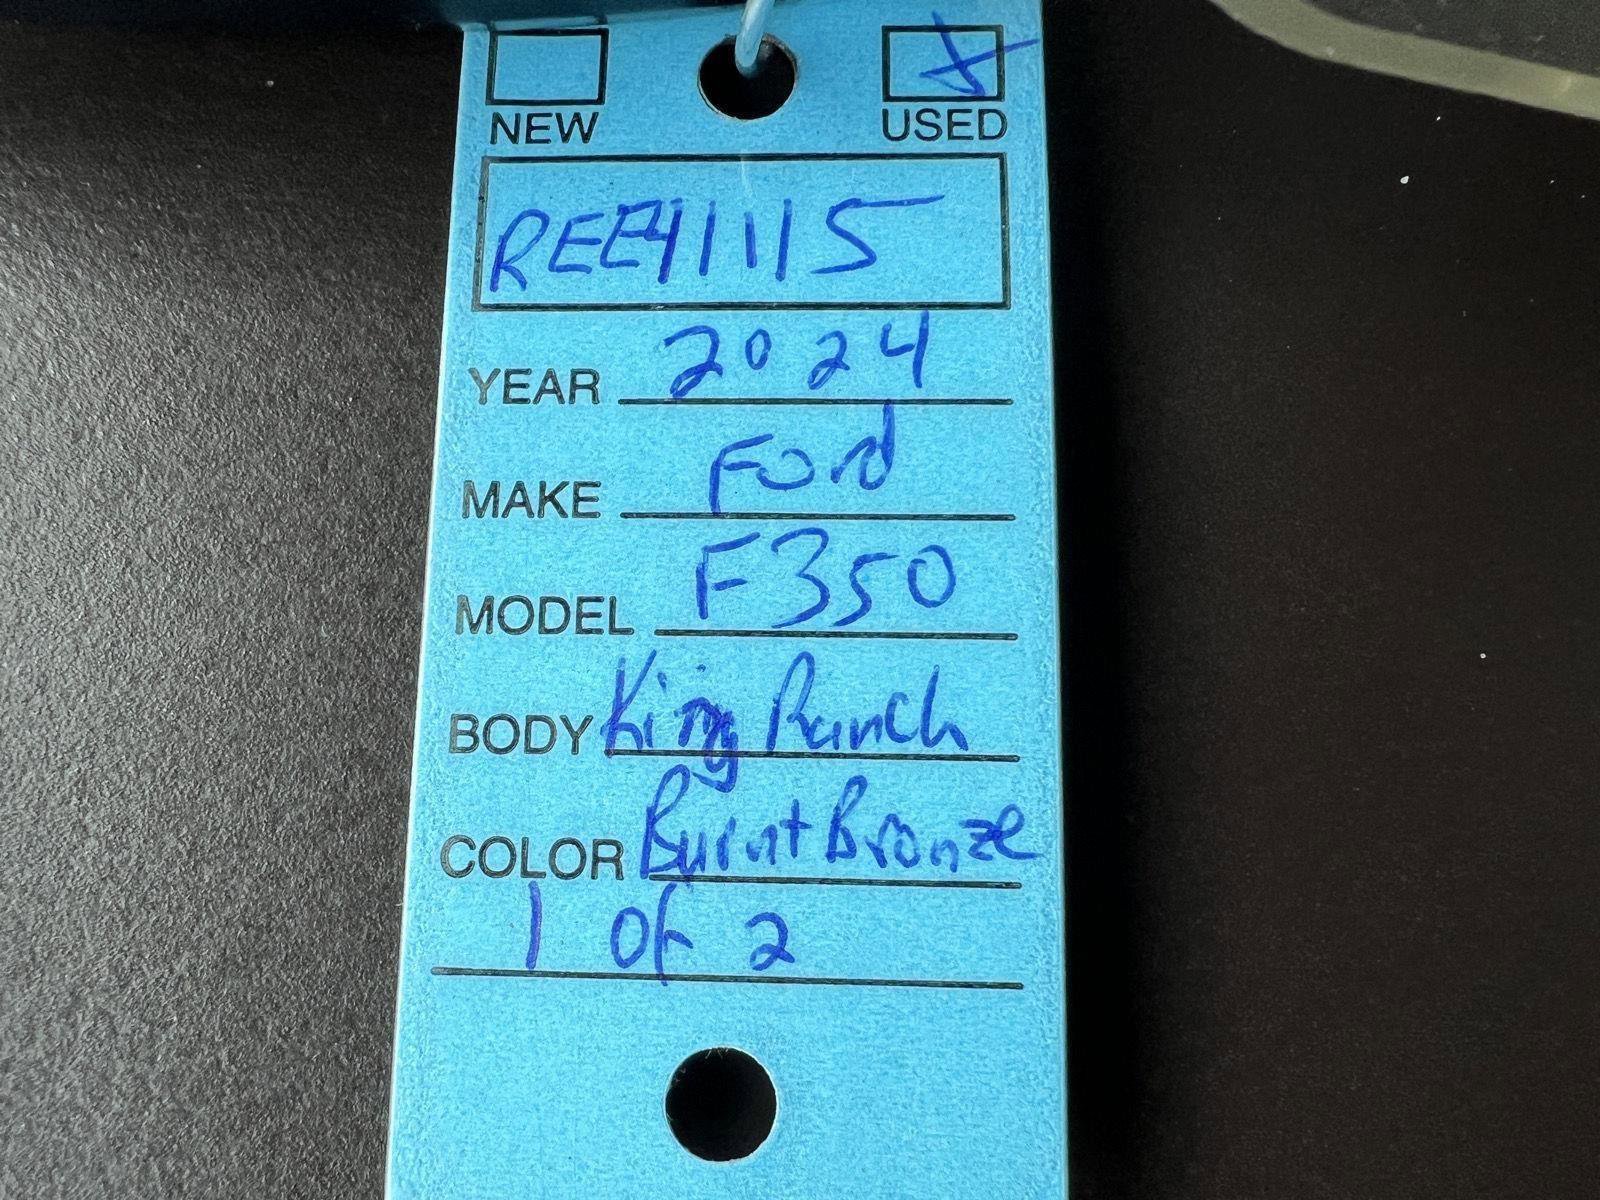 NEW USED
REE41115
YEAR 2024
MAKE Ford
MODEL F350
BODY King Ranch
COLOR Burnt Bronze
1 of 2